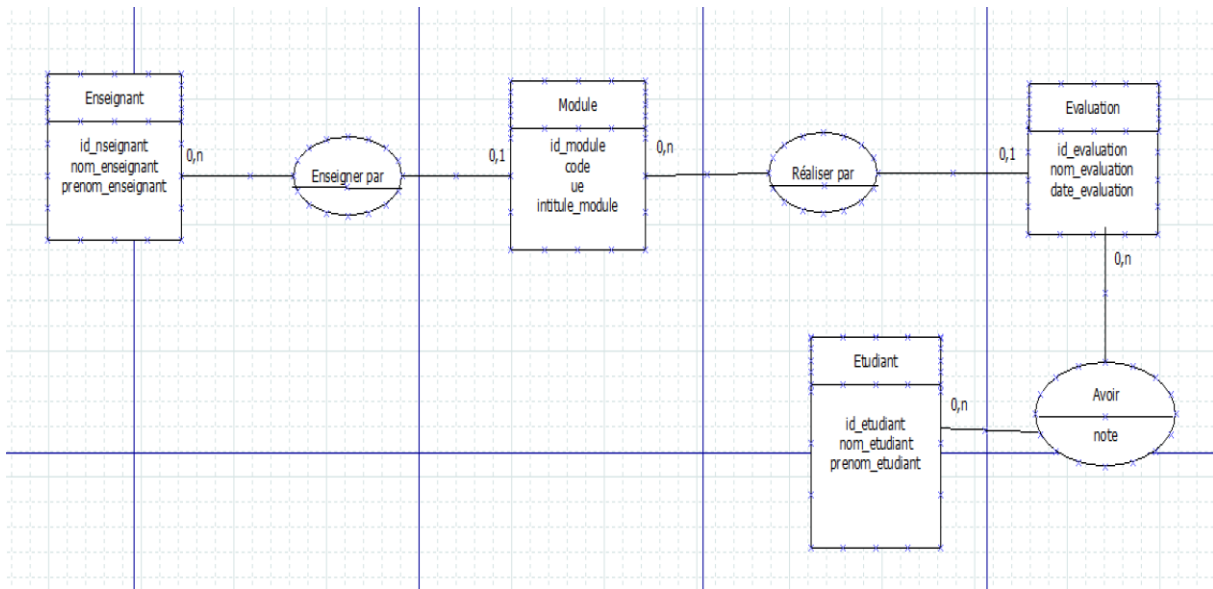 Enseignant
id_nseignant
nom_enseignant
prenom_enseignant
0,n
Enseigner par
0,1
Module
id_module
code
ue
intitule_module
0,n
Réaliser par
0,1
Evaluation
id_evaluation
nom_evaluation
date_evaluation
0,n
Etudiant
id_etudiant
nom_etudiant
prenom_etudiant
0,n
Avoir
note